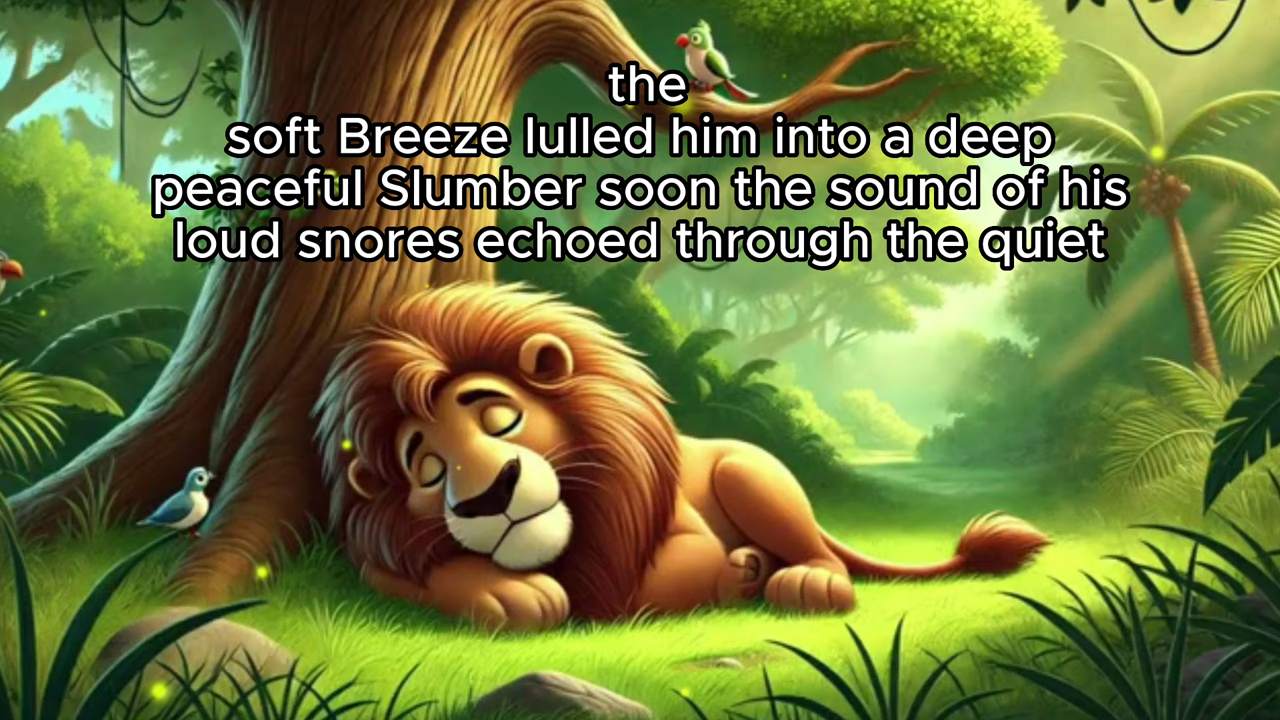 the
soft Breeze lulled him into a deep
peaceful Slumber soon the sound of his
loud snores echoed through the quiet